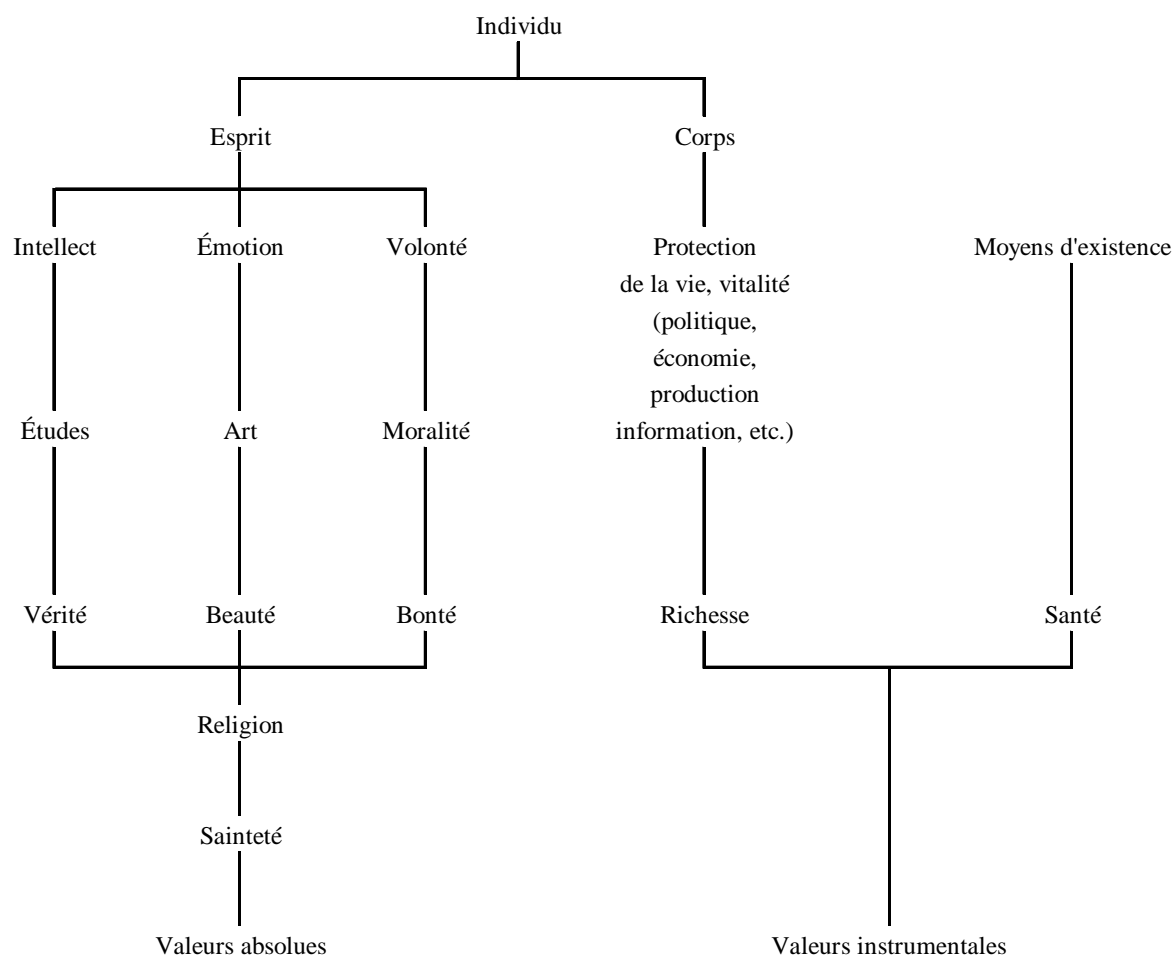 Individu
Esprit Corps
Intellect Émotion Volonté Protection Moyens d'existence
de la vie, vitalité
(politique,
économie,
production
Études Art Moralité information, etc.)
Vérité Beauté Bonté Richesse Santé
Religion
Sainteté
Valeurs absolues Valeurs instrumentales